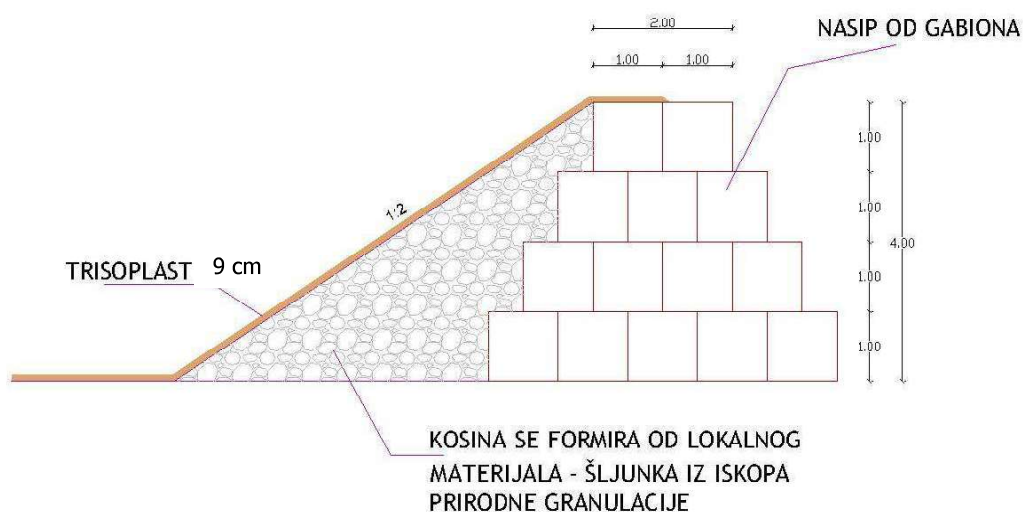 2.00
NASIP OD GABIONA
1.00 1.00
1.00
1:2
1.00
4.00
TRISOPLAST 9 cm
1.00
1.00
KOSINA SE FORMIRA OD LOKALNOG
MATERIJALA - ŠLJUNKA IZ ISKOPA
PRIRODNE GRANULACIJE